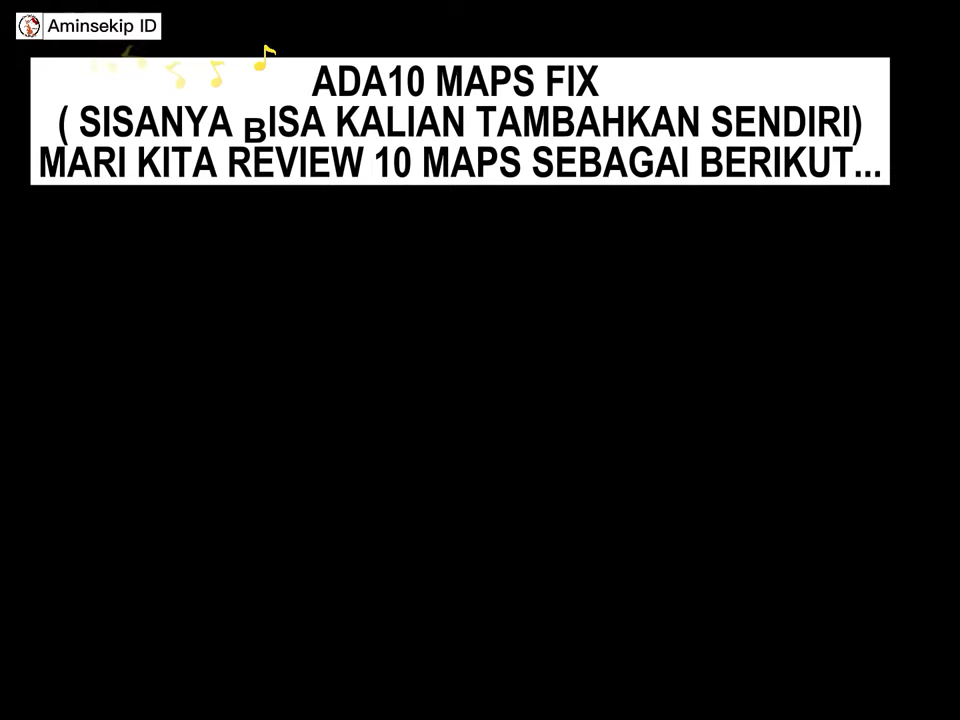 Aminsekip ID
ADA10 MAPS FIX
( SISANYA BISA KALIAN TAMBAHKAN SENDIRI)
MARI KITA REVIEW 10 MAPS SEBAGAI BERIKUT...